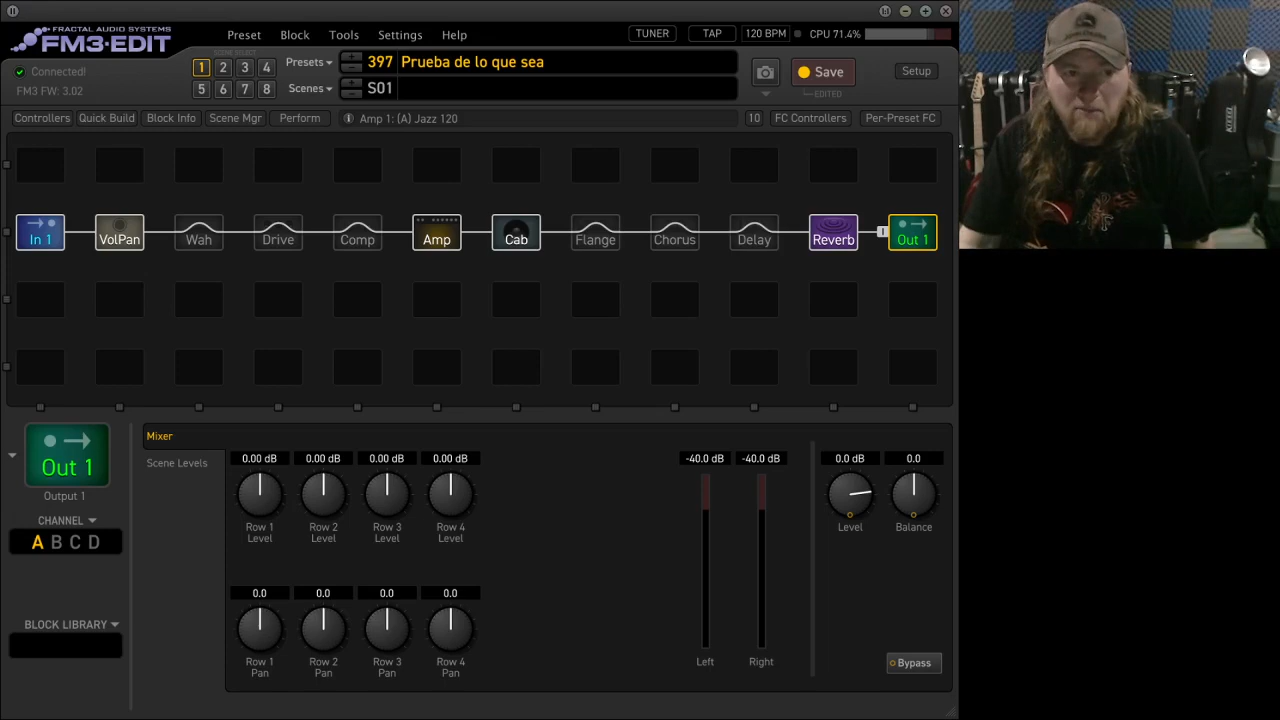 FRACTAL AUDIO SYSTEMS
FM3-EDIT
Preset Block Tools Settings Help
TUNER TAP 120 BPM CPU 71.4%
Connected!
FM3 FW: 3.02
SCENE SELECT
1 2 3 4
5 6 7 8
Presets 397 Prueba de lo que sea
Scenes S01
Save
EDITED
Setup
Controllers Quick Build Block Info Scene Mgr Perform Amp 1: (A) Jazz 120 10 FC Controllers Per-Preset FC
In 1 VolPan Wah Drive Comp Amp Cab Flange Chorus Delay Reverb Out 1
Out 1
Output 1
CHANNEL
A B C D
BLOCK LIBRARY
Mixer
Scene Levels
0.00 dB 0.00 dB 0.00 dB 0.00 dB -40.0 dB -40.0 dB 0.0 dB 0.0
Row 1 Level
Row 2 Level
Row 3 Level
Row 4 Level
Level Balance
0.0 0.0 0.0 0.0
Row 1 Pan
Row 2 Pan
Row 3 Pan
Row 4 Pan
Left Right
Bypass